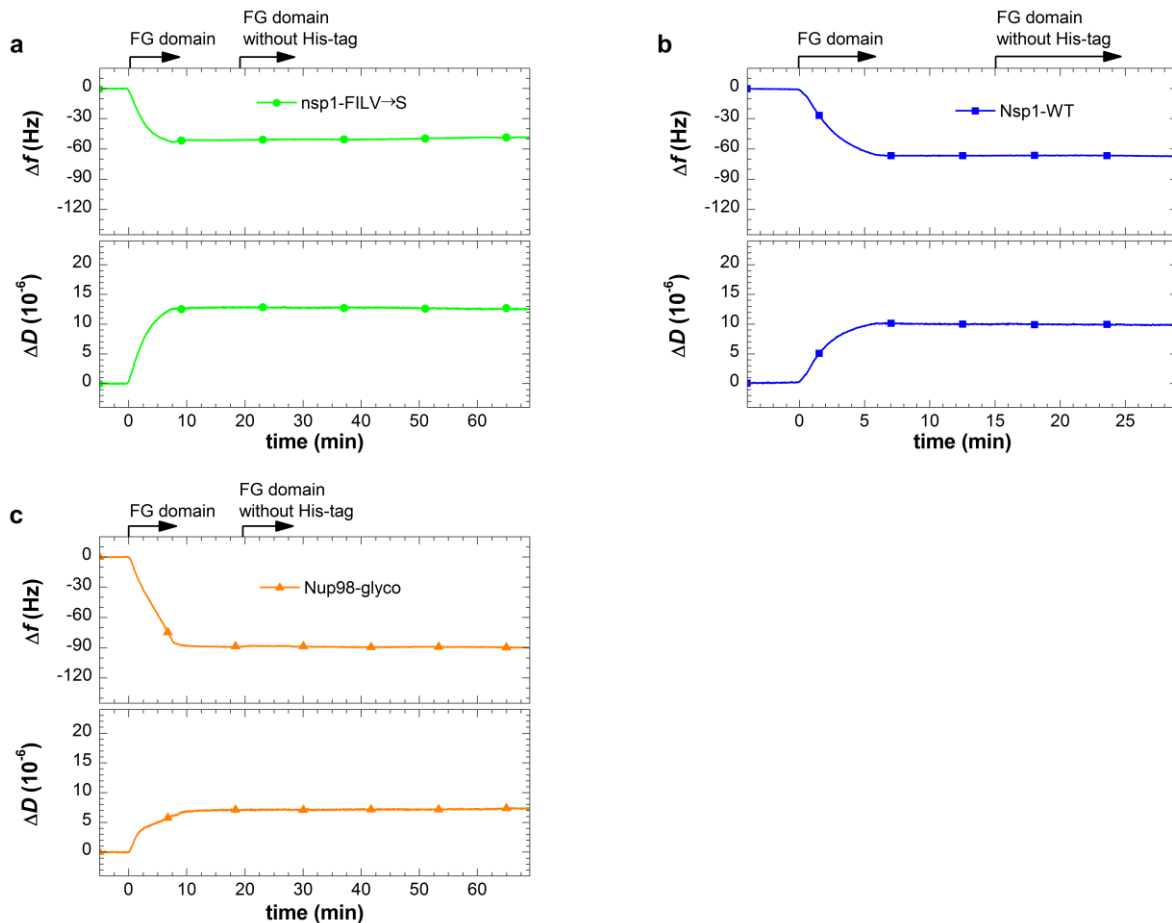 a
FG domain
FG domain
without His-tag
nsp1-FILV→S
Δf (Hz)
0
-30
-60
-90
-120
ΔD (10-6)
20
15
10
5
0
0 10 20 30 40 50 60
time (min)
b
FG domain
FG domain
without His-tag
Nsp1-WT
Δf (Hz)
0
-30
-60
-90
-120
ΔD (10-6)
20
15
10
5
0
0 5 10 15 20 25
time (min)
c
FG domain
FG domain
without His-tag
Nup98-glyco
Δf (Hz)
0
-30
-60
-90
-120
ΔD (10-6)
20
15
10
5
0
0 10 20 30 40 50 60
time (min)